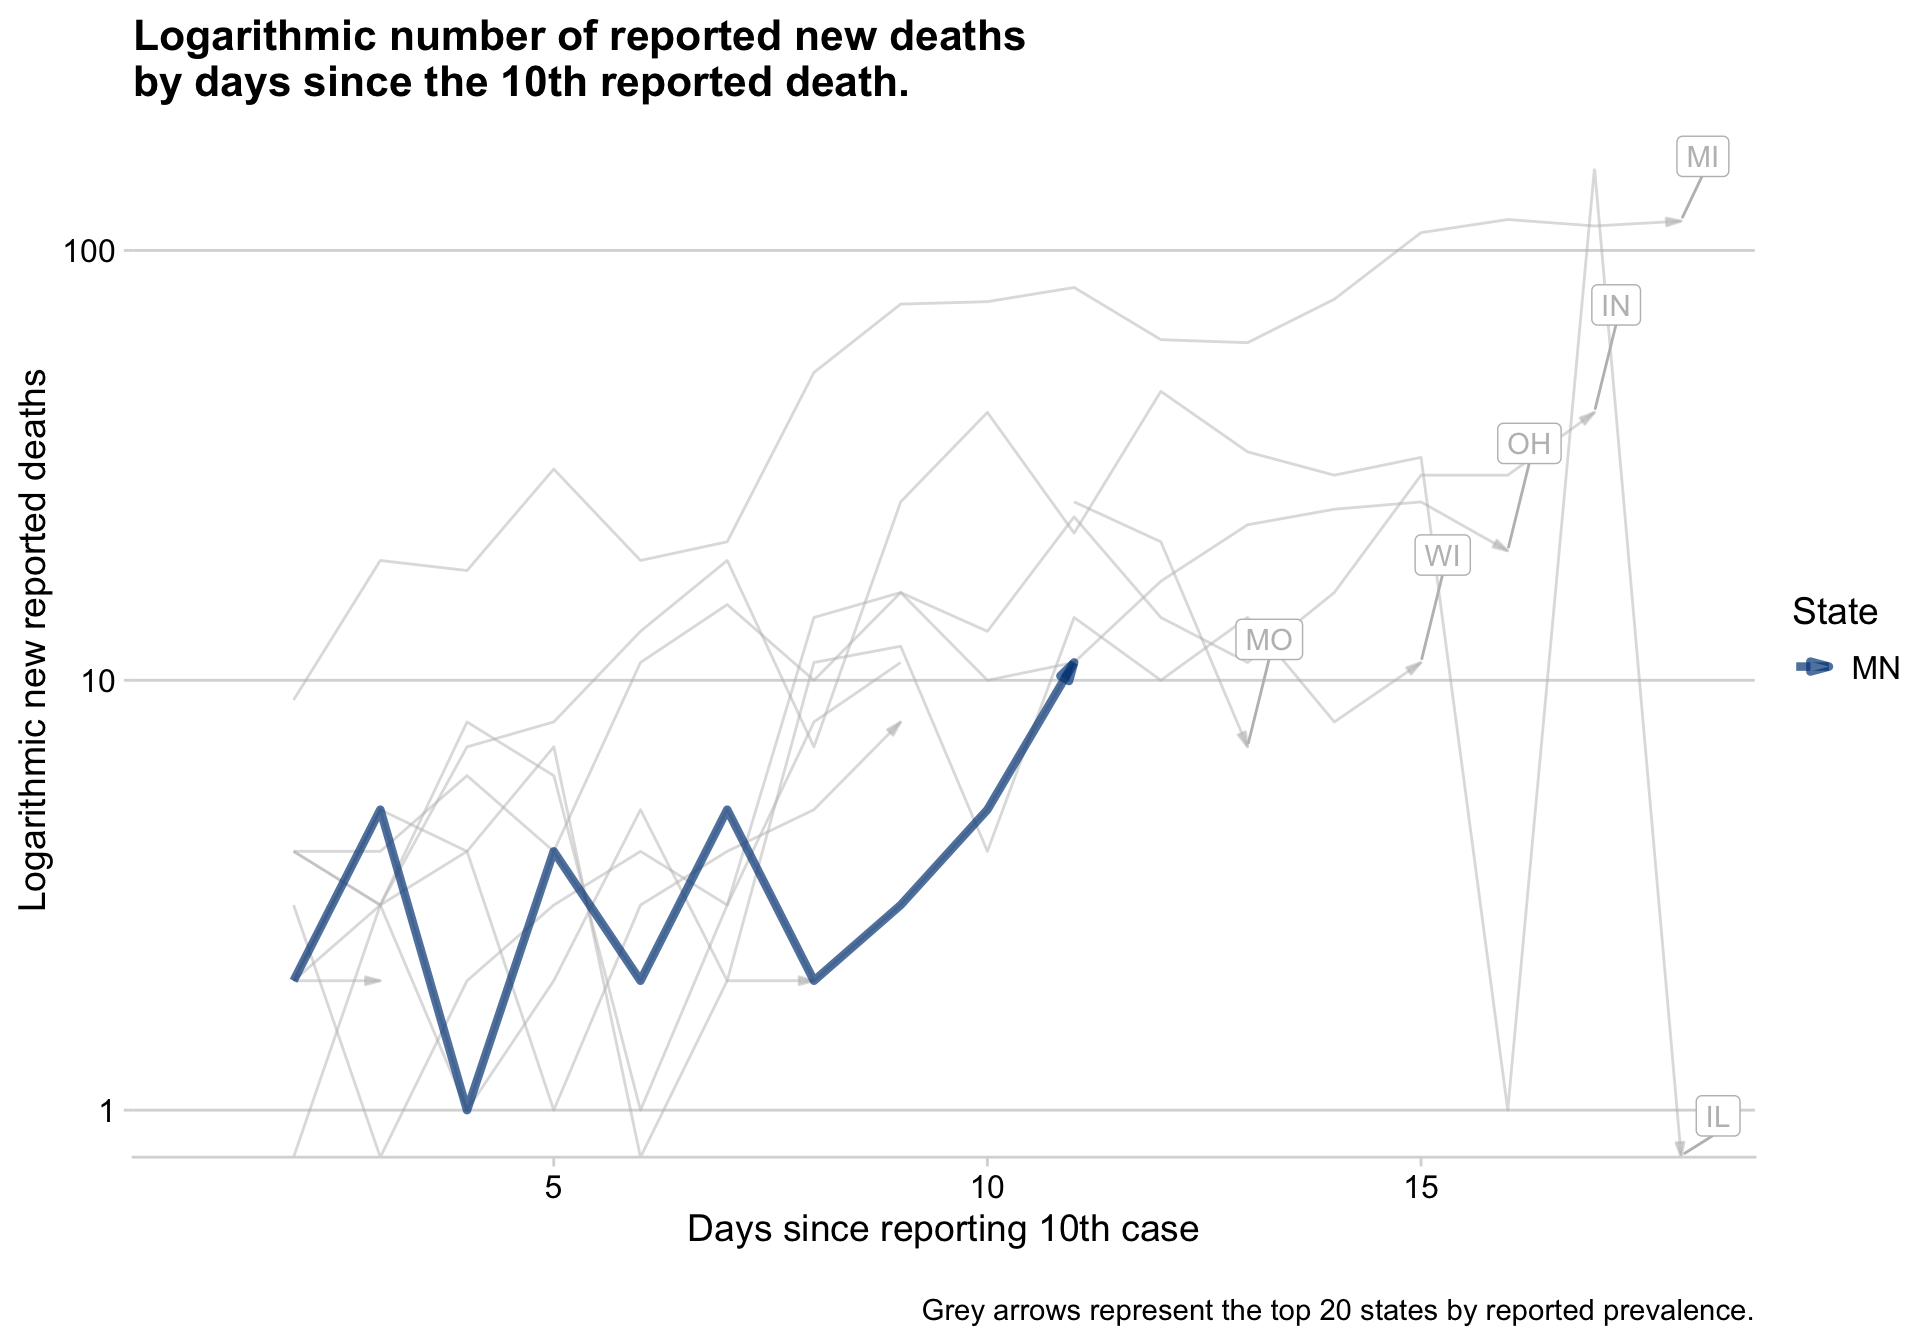 Logarithmic number of reported new deaths
by days since the 10th reported death.
MI
100
IN
OH
WI
MO
10
1
IL
Logarithmic new reported deaths
State
MN
5
10
15
Days since reporting 10th case
Grey arrows represent the top 20 states by reported prevalence.